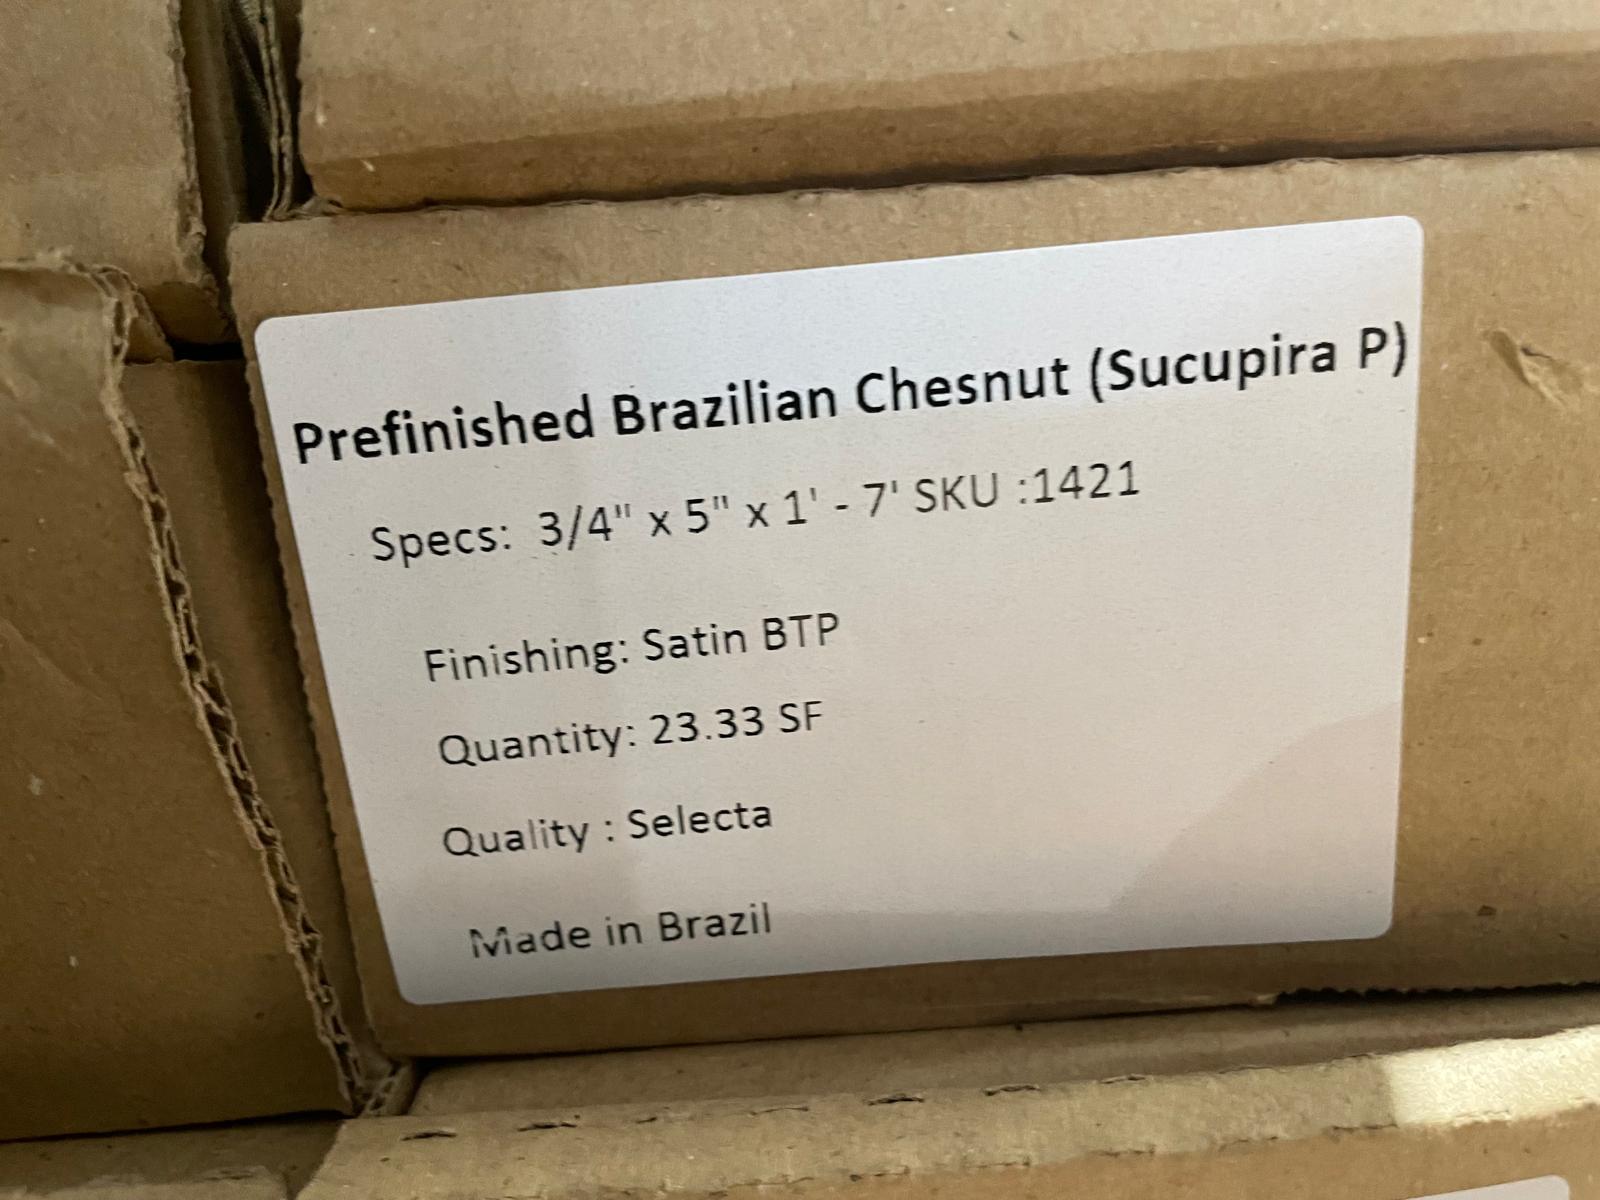 Prefinished Brazilian Chesnut (Sucupira P)
Specs: 3/4" x 5" x 1' - 7' SKU :1421
Finishing: Satin BTP
Quantity: 23.33 SF
Quality : Selecta
Made in Brazil